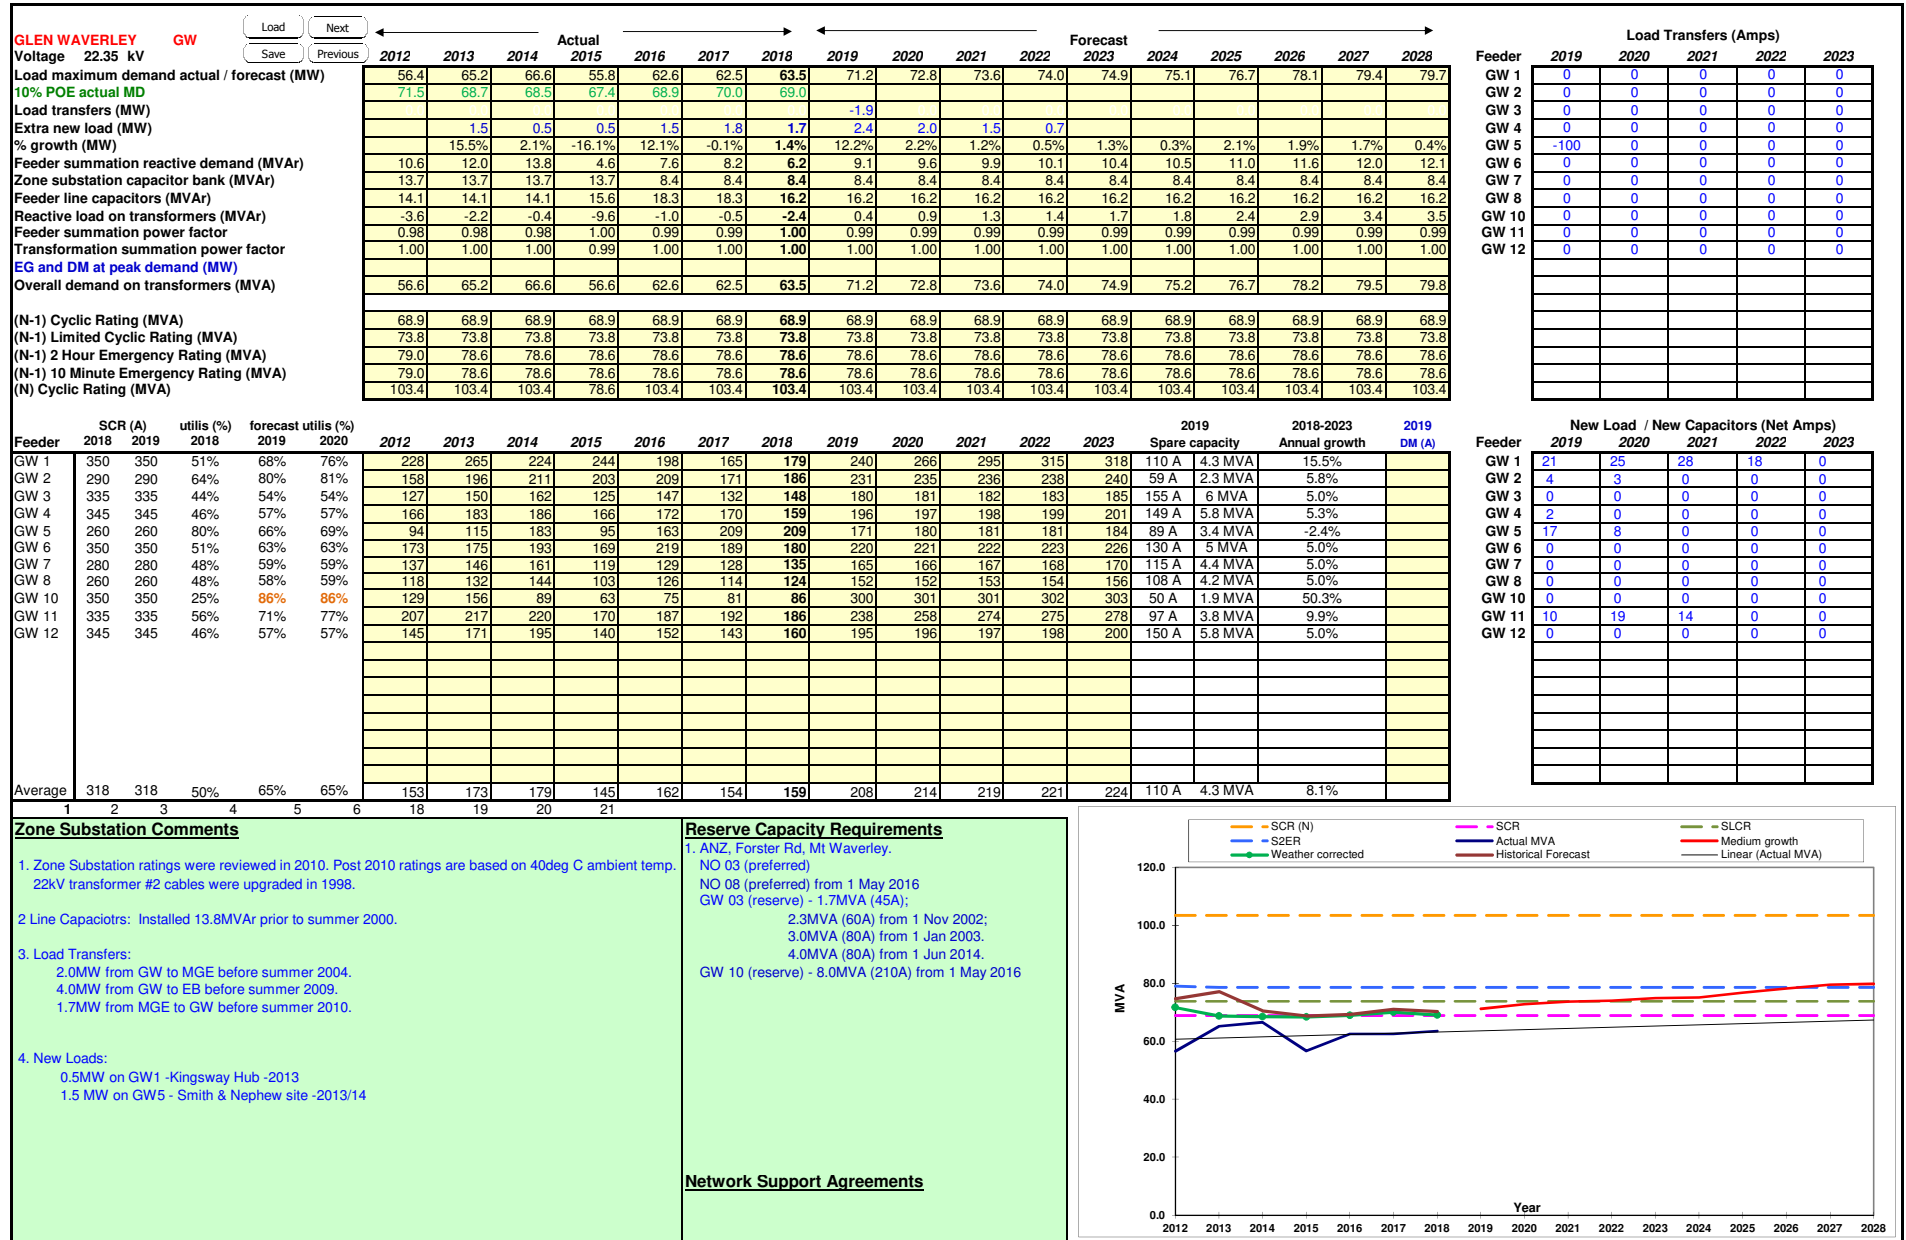 GLEN WAVERLEY GW Load Next Actual Forecast Load Transfers (Amps)
Voltage 22.35 kV Save Previous 2012 2013 2014 2015 2016 2017 2018 2019 2020 2021 2022 2023 2024 2025 2026 2027 2028 Feeder 2019 2020 2021 2022 2023
Load maximum demand actual / forecast (MW) 56.4 65.2 66.6 55.8 62.6 62.5 63.5 71.2 72.8 73.6 74.0 74.9 75.1 76.7 78.1 79.4 79.7 GW 1 0 0 0 0 0
10% POE actual MD 71.5 68.7 68.5 67.4 68.9 70.0 69.0 GW 2 0 0 0 0 0
Load transfers (MW) -1.9 GW 3 0 0 0 0 0
Extra new load (MW) 1.5 0.5 0.5 1.5 1.8 1.7 2.4 2.0 1.5 0.7 GW 4 0 0 0 0 0
% growth (MW) 15.5% 2.1% -16.1% 12.1% -0.1% 1.4% 12.2% 2.2% 1.2% 0.5% 1.3% 0.3% 2.1% 1.9% 1.7% 0.4% GW 5 -100 0 0 0 0
Feeder summation reactive demand (MVAr) 10.6 12.0 13.8 4.6 7.6 8.2 6.2 9.1 9.6 9.9 10.1 10.4 10.5 11.0 11.6 12.0 12.1 GW 6 0 0 0 0 0
Zone substation capacitor bank (MVAr) 13.7 13.7 13.7 13.7 8.4 8.4 8.4 8.4 8.4 8.4 8.4 8.4 8.4 8.4 8.4 8.4 8.4 GW 7 0 0 0 0 0
Feeder line capacitors (MVAr) 14.1 14.1 14.1 15.6 18.3 18.3 16.2 16.2 16.2 16.2 16.2 16.2 16.2 16.2 16.2 16.2 16.2 GW 8 0 0 0 0 0
Reactive load on transformers (MVAr) -3.6 -2.2 -0.4 -9.6 -1.0 -0.5 -2.4 0.4 0.9 1.3 1.4 1.7 1.8 2.4 2.9 3.4 3.5 GW 10 0 0 0 0 0
Feeder summation power factor 0.98 0.98 0.98 1.00 0.99 0.99 1.00 0.99 0.99 0.99 0.99 0.99 0.99 0.99 0.99 0.99 0.99 GW 11 0 0 0 0 0
Transformation summation power factor 1.00 1.00 1.00 0.99 1.00 1.00 1.00 1.00 1.00 1.00 1.00 1.00 1.00 1.00 1.00 1.00 1.00 GW 12 0 0 0 0 0
EG and DM at peak demand (MW)
Overall demand on transformers (MVA) 56.6 65.2 66.6 56.6 62.6 62.5 63.5 71.2 72.8 73.6 74.0 74.9 75.2 76.7 78.2 79.5 79.8
(N-1) Cyclic Rating (MVA) 68.9 68.9 68.9 68.9 68.9 68.9 68.9 68.9 68.9 68.9 68.9 68.9 68.9 68.9 68.9 68.9 68.9
(N-1) Limited Cyclic Rating (MVA) 73.8 73.8 73.8 73.8 73.8 73.8 73.8 73.8 73.8 73.8 73.8 73.8 73.8 73.8 73.8 73.8 73.8
(N-1) 2 Hour Emergency Rating (MVA) 79.0 78.6 78.6 78.6 78.6 78.6 78.6 78.6 78.6 78.6 78.6 78.6 78.6 78.6 78.6 78.6 78.6
(N-1) 10 Minute Emergency Rating (MVA) 79.0 78.6 78.6 78.6 78.6 78.6 78.6 78.6 78.6 78.6 78.6 78.6 78.6 78.6 78.6 78.6 78.6
(N) Cyclic Rating (MVA) 103.4 103.4 103.4 78.6 103.4 103.4 103.4 103.4 103.4 103.4 103.4 103.4 103.4 103.4 103.4 103.4 103.4
SCR (A) utilis (%) forecast utilis (%) 2019 2018-2023 2019 New Load / New Capacitors (Net Amps)
Feeder 2018 2019 2018 2019 2020 2012 2013 2014 2015 2016 2017 2018 2019 2020 2021 2022 2023 Spare capacity Annual growth DM (A) Feeder 2019 2020 2021 2022 2023
GW 1 350 350 51% 68% 76% 228 265 224 244 198 165 179 240 266 295 315 318 110 A 4.3 MVA 15.5% GW 1 21 25 28 18 0
GW 2 290 290 64% 80% 81% 158 196 211 203 209 171 186 231 235 236 238 240 59 A 2.3 MVA 5.8% GW 2 4 3 0 0 0
GW 3 335 335 44% 54% 54% 127 150 162 125 147 132 148 180 181 182 183 185 155 A 6 MVA 5.0% GW 3 0 0 0 0 0
GW 4 345 345 46% 57% 57% 166 183 186 166 172 170 159 196 197 198 199 201 149 A 5.8 MVA 5.3% GW 4 2 0 0 0 0
GW 5 260 260 80% 66% 69% 94 115 183 95 163 209 209 171 180 181 181 184 89 A 3.4 MVA -2.4% GW 5 17 8 0 0 0
GW 6 350 350 51% 63% 63% 173 175 193 169 219 189 180 220 221 222 223 226 130 A 5 MVA 5.0% GW 6 0 0 0 0 0
GW 7 280 280 48% 59% 59% 137 146 161 119 129 128 135 165 166 167 168 170 115 A 4.4 MVA 5.0% GW 7 0 0 0 0 0
GW 8 260 260 48% 58% 59% 118 132 144 103 126 114 124 152 152 153 154 156 108 A 4.2 MVA 5.0% GW 8 0 0 0 0 0
GW 10 350 350 25% 86% 86% 129 156 89 63 75 81 86 300 301 301 302 303 50 A 1.9 MVA 50.3% GW 10 0 0 0 0 0
GW 11 335 335 56% 71% 77% 207 217 220 170 187 192 186 238 258 274 275 278 97 A 3.8 MVA 9.9% GW 11 10 19 14 0 0
GW 12 345 345 46% 57% 57% 145 171 195 140 152 143 160 195 196 197 198 200 150 A 5.8 MVA 5.0% GW 12 0 0 0 0 0
Average 318 318 50% 65% 65% 153 173 179 145 162 154 159 208 214 219 221 224 110 A 4.3 MVA 8.1%
1 2 3 4 5 6 18 19 20 21
Zone Substation Comments
1. Zone Substation ratings were reviewed in 2010. Post 2010 ratings are based on 40deg C ambient temp.
22kV transformer #2 cables were upgraded in 1998.
2 Line Capaciotrs: Installed 13.8MVAr prior to summer 2000.
3. Load Transfers:
2.0MW from GW to MGE before summer 2004.
4.0MW from GW to EB before summer 2009.
1.7MW from MGE to GW before summer 2010.
4. New Loads:
0.5MW on GW1 -Kingsway Hub -2013
1.5 MW on GW5 - Smith & Nephew site -2013/14
Reserve Capacity Requirements
1. ANZ, Forster Rd, Mt Waverley.
NO 03 (preferred)
NO 08 (preferred) from 1 May 2016
GW 03 (reserve) - 1.7MVA (45A);
2.3MVA (60A) from 1 Nov 2002;
3.0MVA (80A) from 1 Jan 2003.
4.0MVA (80A) from 1 Jun 2014.
GW 10 (reserve) - 8.0MVA (210A) from 1 May 2016
Network Support Agreements
SCR (N) SCR SLCR
S2ER Actual MVA Medium growth
Weather corrected Historical Forecast Linear (Actual MVA)
120.0
100.0
80.0
60.0
40.0
20.0
0.0
MVA
Year
2012 2013 2014 2015 2016 2017 2018 2019 2020 2021 2022 2023 2024 2025 2026 2027 2028